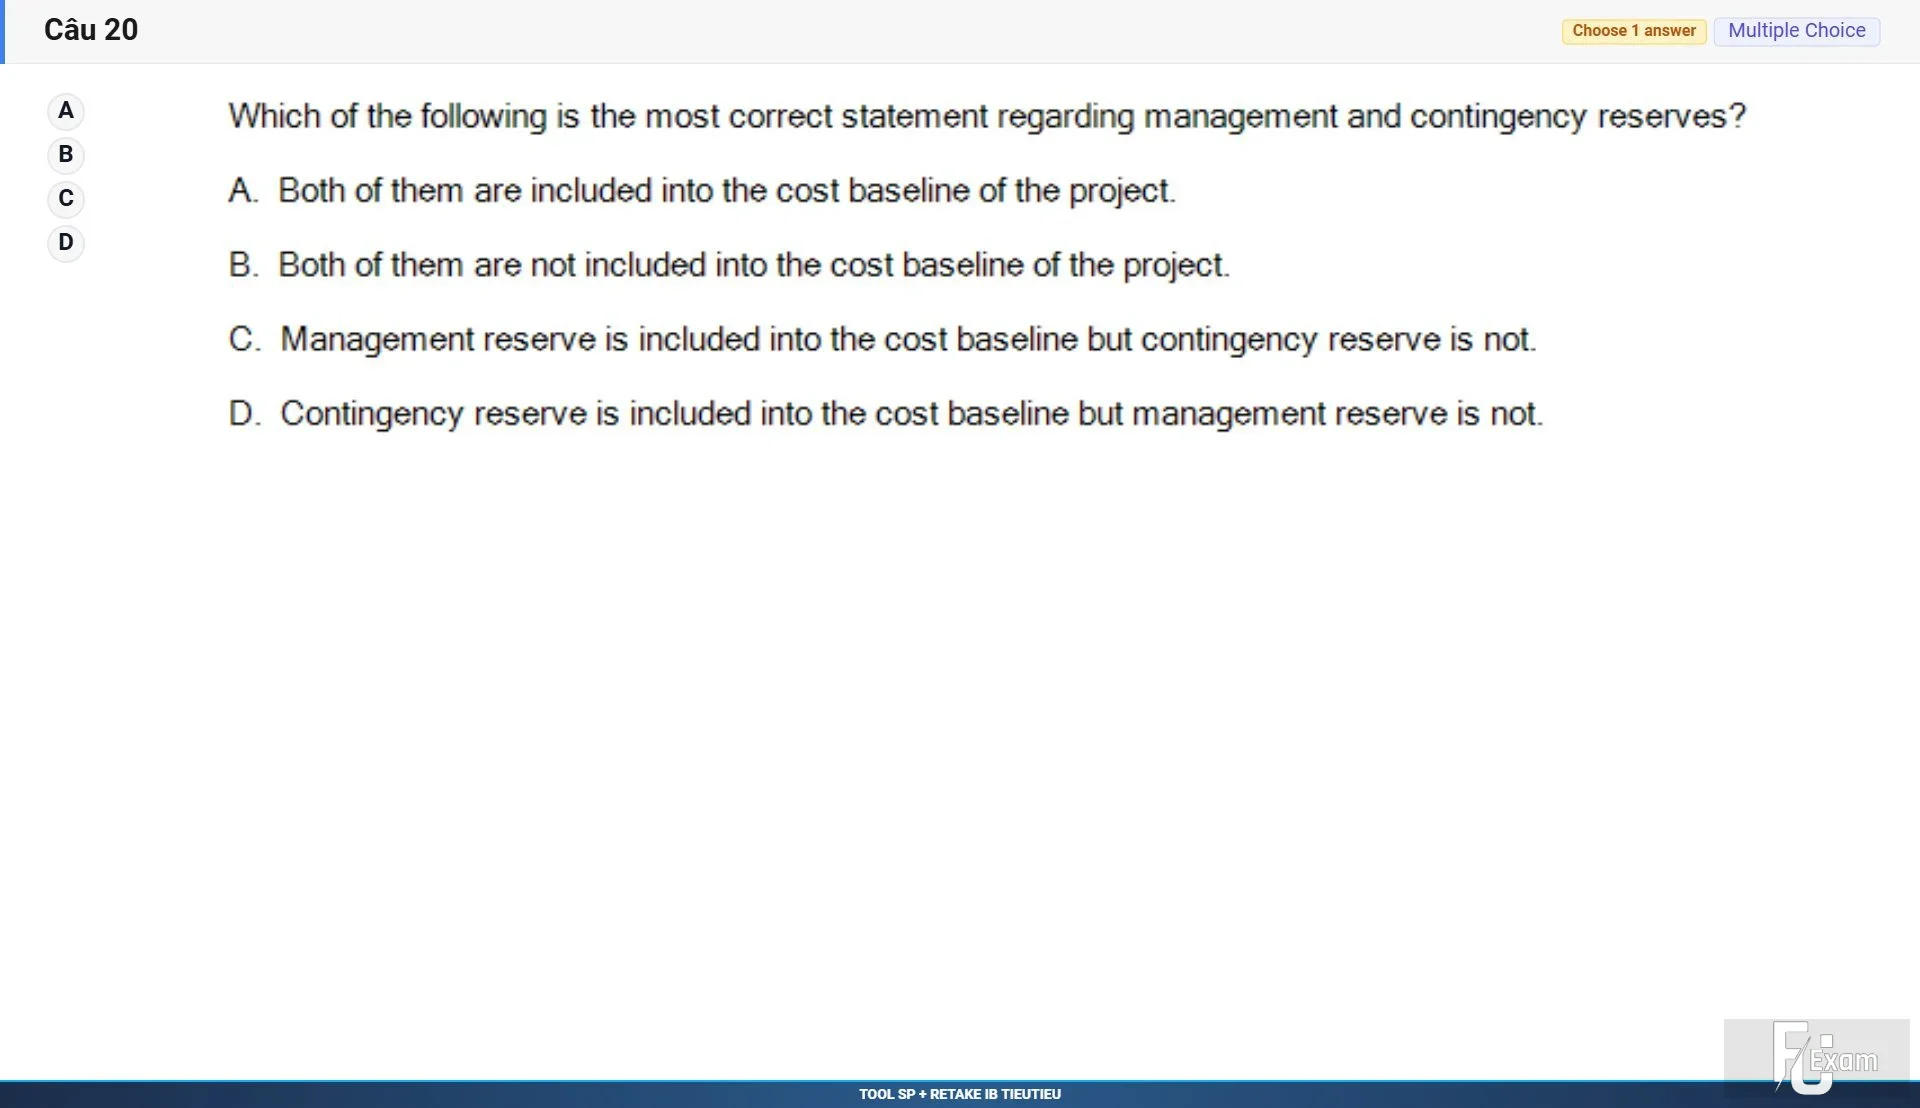 Câu 20
Choose 1 answer
Multiple Choice
A
B
C
D
Which of the following is the most correct statement regarding management and contingency reserves?
A. Both of them are included into the cost baseline of the project.
B. Both of them are not included into the cost baseline of the project.
C. Management reserve is included into the cost baseline but contingency reserve is not.
D. Contingency reserve is included into the cost baseline but management reserve is not.
FU Exam
TOOL SP + RETAKE IB TIEUTIEU